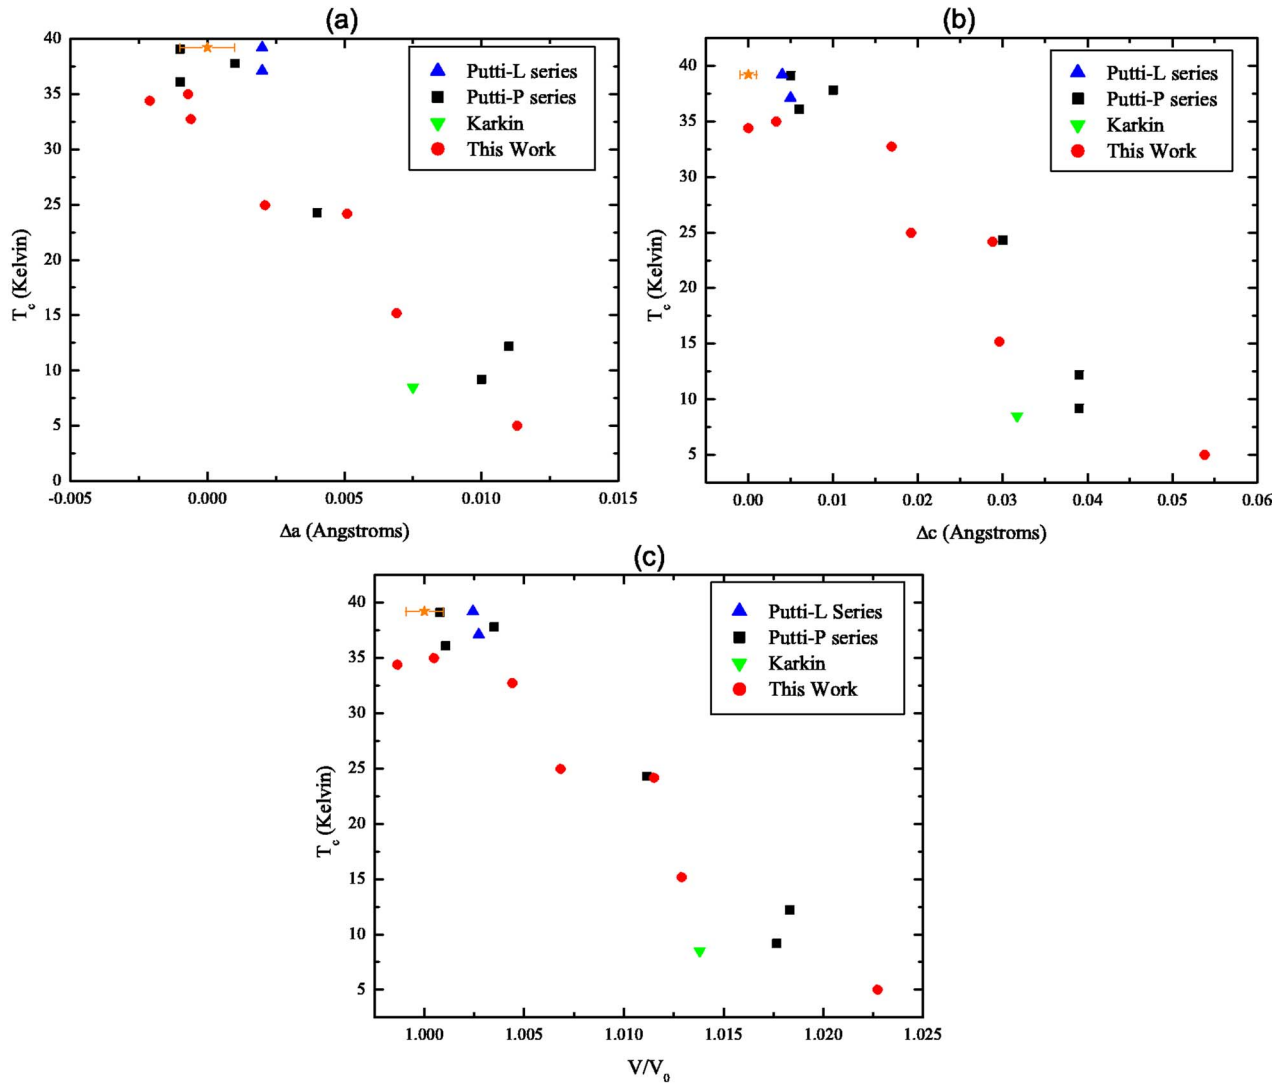 (a)
40
35
30
25
20
15
10
5
0
T_c (Kelvin)
Putti-L series
Putti-P series
Karkin
This Work
-0.005
0.000
0.005
0.010
0.015
Δa (Angstroms)
(b)
40
35
30
25
20
15
10
5
T_c (Kelvin)
Putti-L series
Putti-P series
Karkin
This Work
0.00
0.01
0.02
0.03
0.04
0.05
0.06
Δc (Angstroms)
(c)
40
35
30
25
20
15
10
5
T_c (Kelvin)
Putti-L Series
Putti-P series
Karkin
This Work
1.000
1.005
1.010
1.015
1.020
1.025
V/V₀